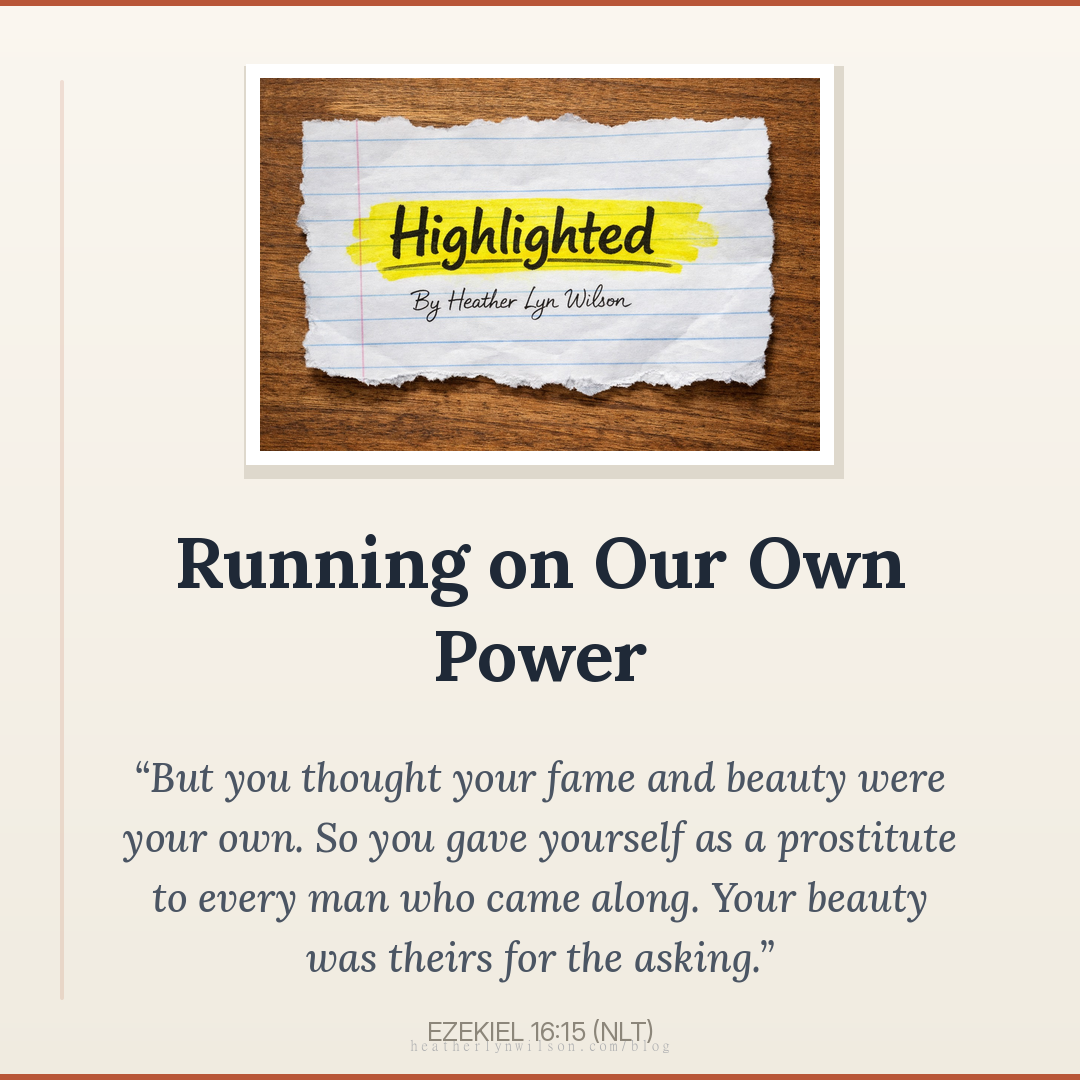 Highlighted
By Heather Lyn Wilson
Running on Our Own
Power
“But you thought your fame and beauty were
your own. So you gave yourself as a prostitute
to every man who came along. Your beauty
was theirs for the asking.”
EZEKIEL 16:15 (NLT)
heatherlynwilson.com/blog